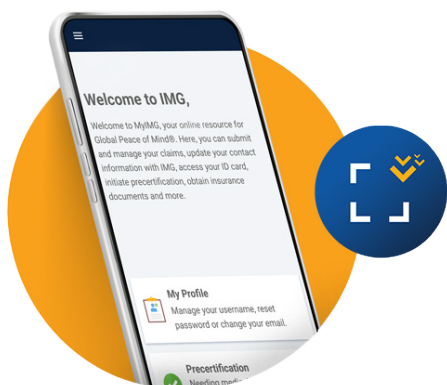 Welcome to IMG,
Welcome to MyIMG, your online resource for
Global Peace of Mind®. Here, you can submit
and manage your claims, update your contact
information with IMG, access your ID card,
initiate precertification, obtain insurance
documents and more.
My Profile
Manage your username, reset
password or change your email.
Precertification
Needing